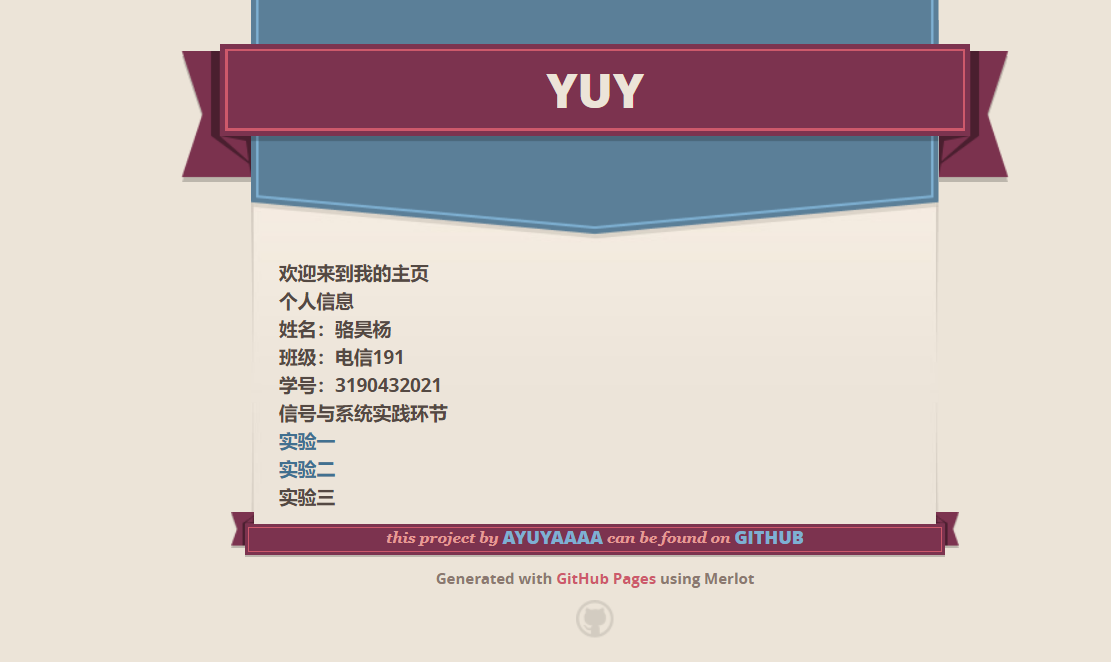 YUY
欢迎来到我的主页
个人信息
姓名：骆昊杨
班级：电信191
学号：3190432021
信号与系统实践环节
实验一
实验二
实验三
this project by AYUYAAAA can be found on GITHUB
Generated with GitHub Pages using Merlot